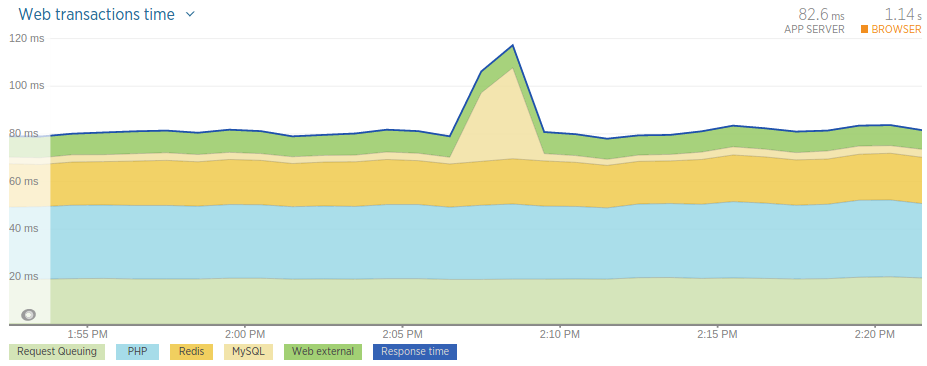 Web transactions time
82.6 ms
APP SERVER
1.14 s
BROWSER
120 ms
100 ms
80 ms
60 ms
40 ms
20 ms
1:55 PM 2:00 PM 2:05 PM 2:10 PM 2:15 PM 2:20 PM
Request Queuing PHP Redis MySQL Web external Response time